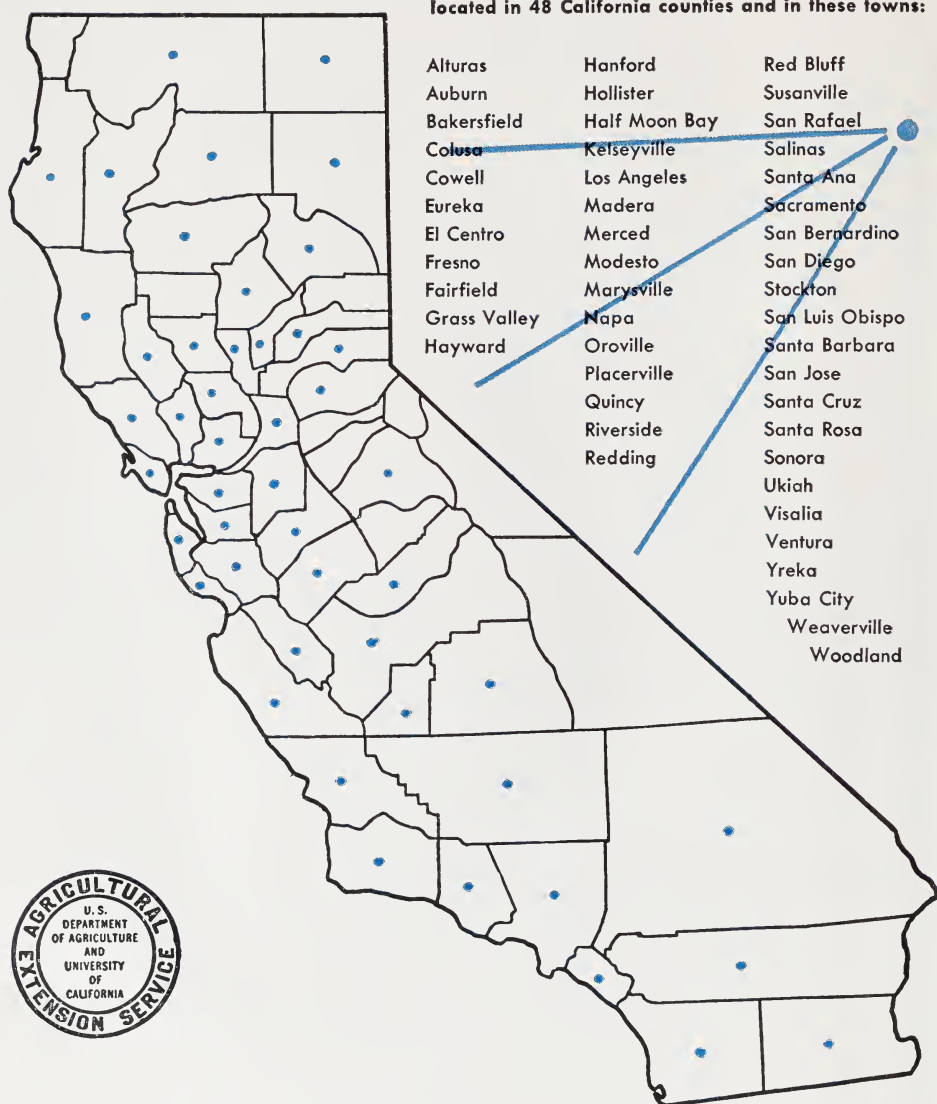 located in 48 California counties and in these towns:
Alturas
Auburn
Bakersfield
Colusa
Cowell
Eureka
El Centro
Fresno
Fairfield
Grass Valley
Hayward
Hanford
Hollister
Half Moon Bay
Kelseyville
Los Angeles
Madera
Merced
Modesto
Marysville
Napa
Oroville
Placerville
Quincy
Riverside
Redding
Red Bluff
Susanville
San Rafael
Salinas
Santa Ana
Sacramento
San Bernardino
San Diego
Stockton
San Luis Obispo
Santa Barbara
San Jose
Santa Cruz
Santa Rosa
Sonora
Ukiah
Visalia
Ventura
Yreka
Yuba City
Weaverville
Woodland
AGRICULTURAL
EXTENSION SERVICE
U. S.
DEPARTMENT
OF AGRICULTURE
AND
UNIVERSITY
OF
CALIFORNIA